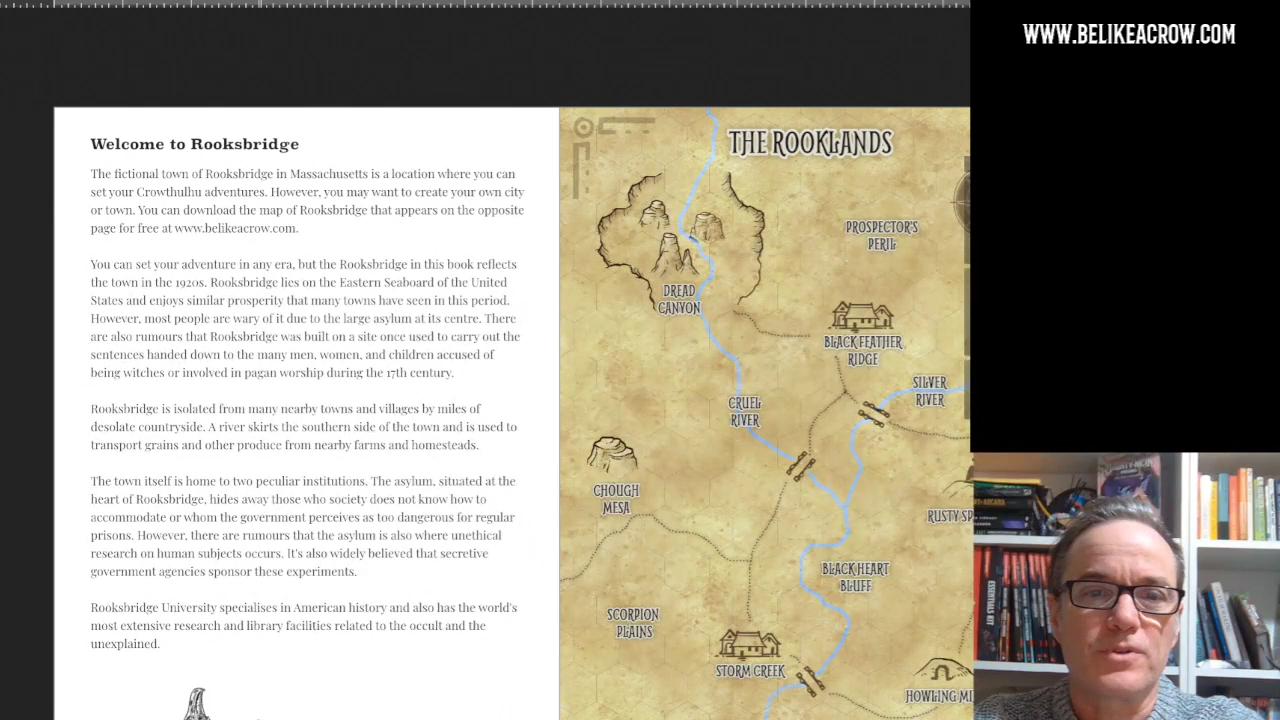 WWW.BELIKEACROW.COM
Welcome to Rooksbridge
The fictional town of Rooksbridge in Massachusetts is a location where you can
set your Crowthulhu adventures. However, you may want to create your own city
or town. You can download the map of Rooksbridge that appears on the opposite
page for free at www.belikeacrow.com.
You can set your adventure in any era, but the Rooksbridge in this book reflects
the town in the 1920s. Rooksbridge lies on the Eastern Seaboard of the United
States and enjoys similar prosperity that many towns have seen in this period.
However, most people are wary of it due to the large asylum at its centre. There
are also rumours that Rooksbridge was built on a site once used to carry out the
sentences handed down to the many men, women, and children accused of
being witches or involved in pagan worship during the 17th century.
Rooksbridge is isolated from many nearby towns and villages by miles of
desolate countryside. A river skirts the southern side of the town and is used to
transport grains and other produce from nearby farms and homesteads.
The town itself is home to two peculiar institutions. The asylum, situated at the
heart of Rooksbridge, hides away those who society does not know how to
accommodate or whom the government perceives as too dangerous for regular
prisons. However, there are rumours that the asylum is also where unethical
research on human subjects occurs. It's also widely believed that secretive
government agencies sponsor these experiments.
Rooksbridge University specialises in American history and also has the world's
most extensive research and library facilities related to the occult and the
unexplained.
THE ROOKLANDS
PROSPECTOR'S
PERIL
DREAD
CANYON
BLACK FEATHER
RIDGE
SILVER
RIVER
CRUEL
RIVER
CHOUGH
MESA
RUSTY SP
BLACK HEART
BLUFF
SCORPION
PLAINS
STORM CREEK
HOWLING MI
ESSENTIALS KIT